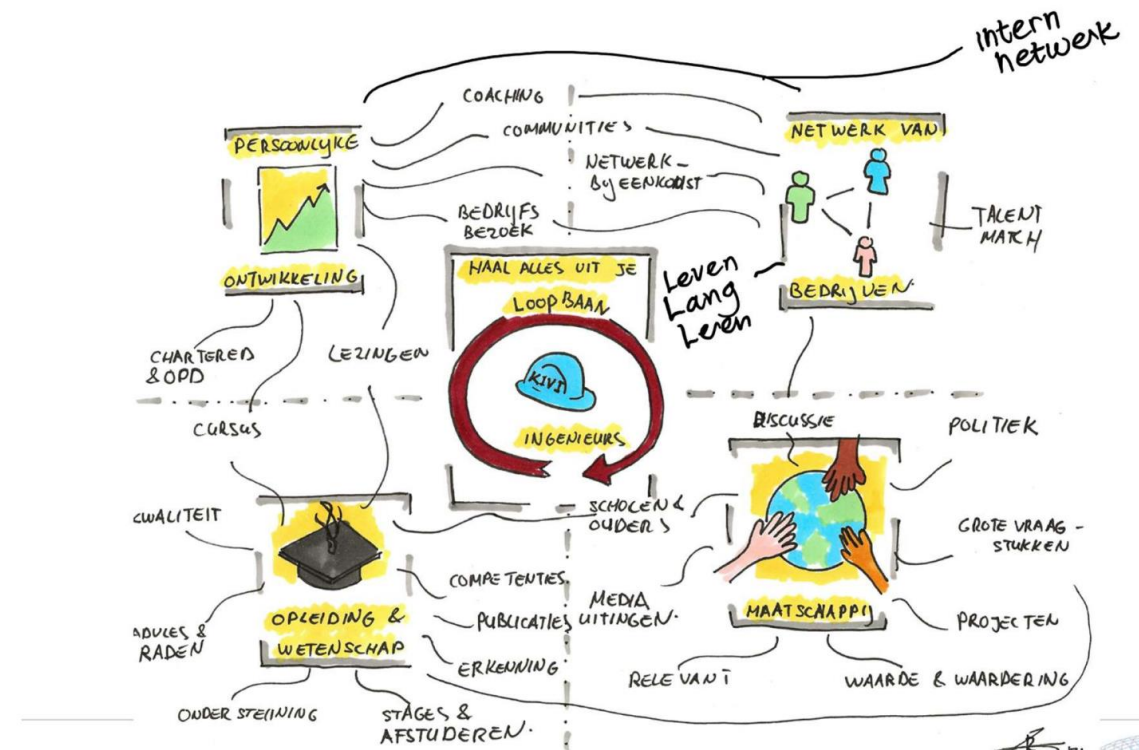 intern
netwerk
COACHING
COMMUNITIES
NETWERK-
BIJEENKOMST
BEDRIJFS
BEZOEK
PERSOONLIJKE
ONTWIKKELING
NETWERK VAN
BEDRIJVEN.
TALENT
MATCH
HAAL ALLES UIT JE
LOOPBAAN
KIVI
INGENIEURS
Leven
Lang
Leven
CHARTERED
& OPD
LEZINGEN
CURSUS
DISCUSSIE
POLITIEK
KWALITEIT
SCHOLEN &
OUDERS
GROTE VRAAG-
STUKKEN
COMPETENTIES
MEDIA
UITINGEN.
OPLEIDING &
WETENSCHAP
PUBLICATIES
MAATSCHAPPIJ
PROJECTEN
ADVIES &
RADEN
ERKENNING
RELEVANT
WAARDE & WAARDERING
ONDERSTEUNING
STAGES &
AFSTUDEREN.